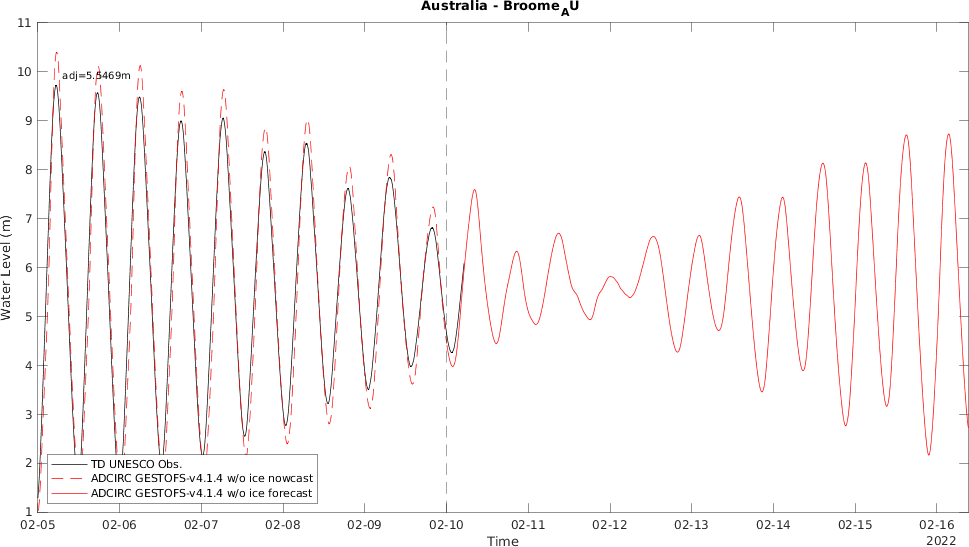 Australia - Broome_AU
11
10
9
8
7
6
5
4
3
2
1
Water Level (m)
adj=5.5469m
TD UNESCO Obs.
ADCIRC GESTOFS-v4.1.4 w/o ice nowcast
ADCIRC GESTOFS-v4.1.4 w/o ice forecast
02-05 02-06 02-07 02-08 02-09 02-10 02-11 02-12 02-13 02-14 02-15 02-16
Time
2022